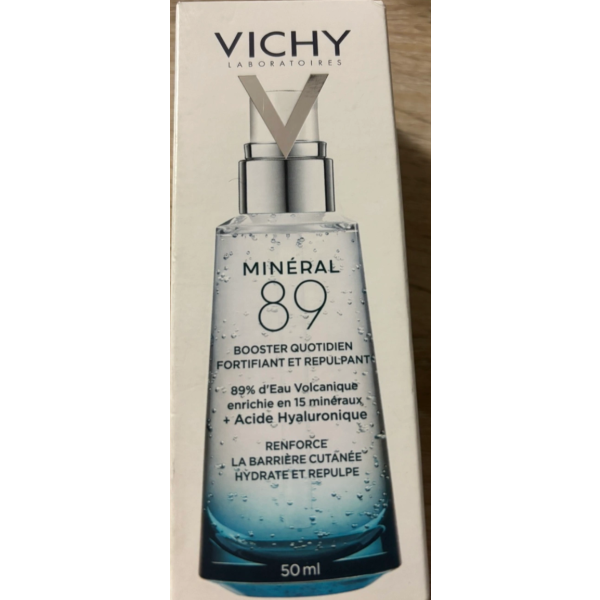 VICHY
LABORATOIRES
MINÉRAL
89
BOOSTER QUOTIDIEN
FORTIFIANT ET REPULPANT
89% d'Eau Volcanique
enrichie en 15 minéraux
+ Acide Hyaluronique
RENFORCE
LA BARRIÈRE CUTANÉE
HYDRATE ET REPULPE
50 ml